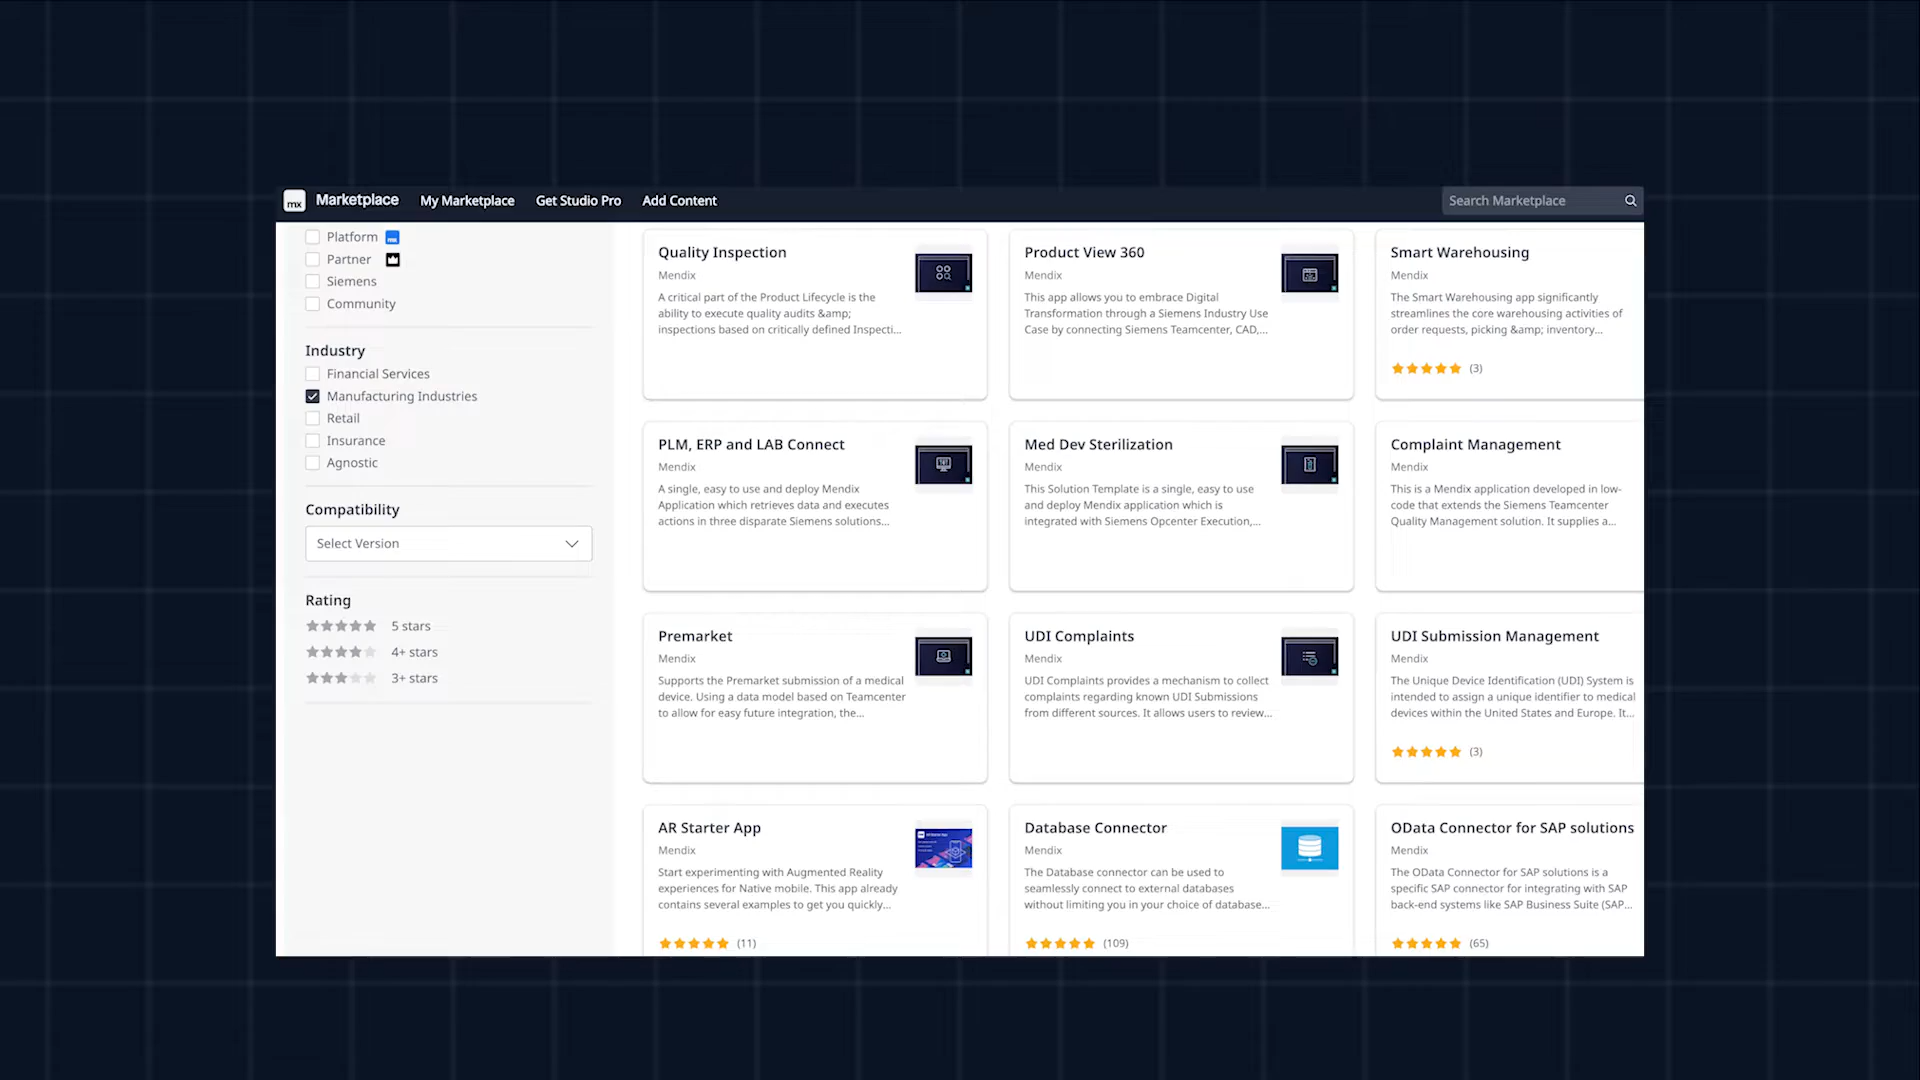 mx Marketplace My Marketplace Get Studio Pro Add Content Search Marketplace
Platform mx
Partner
Siemens
Community
Industry
Financial Services
Manufacturing Industries
Retail
Insurance
Agnostic
Compatibility
Select Version
Rating
5 stars
4+ stars
3+ stars
Quality Inspection
Mendix
A critical part of the Product Lifecycle is the
ability to execute quality audits &amp;
inspections based on critically defined Inspecti...
Product View 360
Mendix
This app allows you to embrace Digital
Transformation through a Siemens Industry Use
Case by connecting Siemens Teamcenter, CAD,...
Smart Warehousing
Mendix
The Smart Warehousing app significantly
streamlines the core warehousing activities of
order requests, picking &amp; inventory...
(3)
PLM, ERP and LAB Connect
Mendix
A single, easy to use and deploy Mendix
Application which retrieves data and executes
actions in three disparate Siemens solutions...
Med Dev Sterilization
Mendix
This Solution Template is a single, easy to use
and deploy Mendix application which is
integrated with Siemens Opcenter Execution,...
Complaint Management
Mendix
This is a Mendix application developed in low-
code that extends the Siemens Teamcenter
Quality Management solution. It supplies a...
Premarket
Mendix
Supports the Premarket submission of a medical
device. Using a data model based on Teamcenter
to allow for easy future integration, the...
UDI Complaints
Mendix
UDI Complaints provides a mechanism to collect
complaints regarding known UDI Submissions
from different sources. It allows users to review...
UDI Submission Management
Mendix
The Unique Device Identification (UDI) System is
intended to assign a unique identifier to medical
devices within the United States and Europe. It...
(3)
AR Starter App
Mendix
Start experimenting with Augmented Reality
experiences for Native mobile. This app already
contains several examples to get you quickly...
(11)
Database Connector
Mendix
The Database connector can be used to
seamlessly connect to external databases
without limiting you in your choice of database...
(109)
OData Connector for SAP solutions
Mendix
The OData Connector for SAP solutions is a
specific SAP connector for integrating with SAP
back-end systems like SAP Business Suite (SAP...
(65)